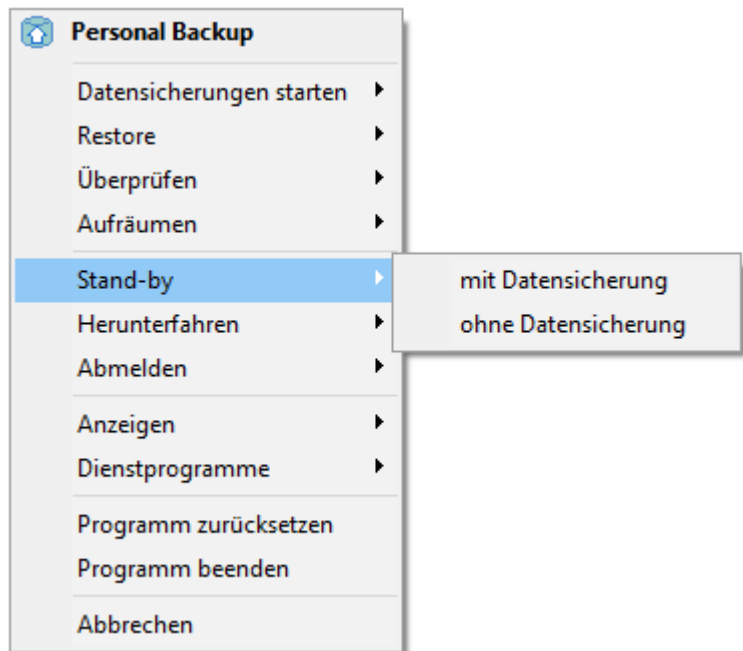 Personal Backup
Datensicherungen starten
Restore
Überprüfen
Aufräumen
Stand-by
mit Datensicherung
ohne Datensicherung
Herunterfahren
Abmelden
Anzeigen
Dienstprogramme
Programm zurücksetzen
Programm beenden
Abbrechen